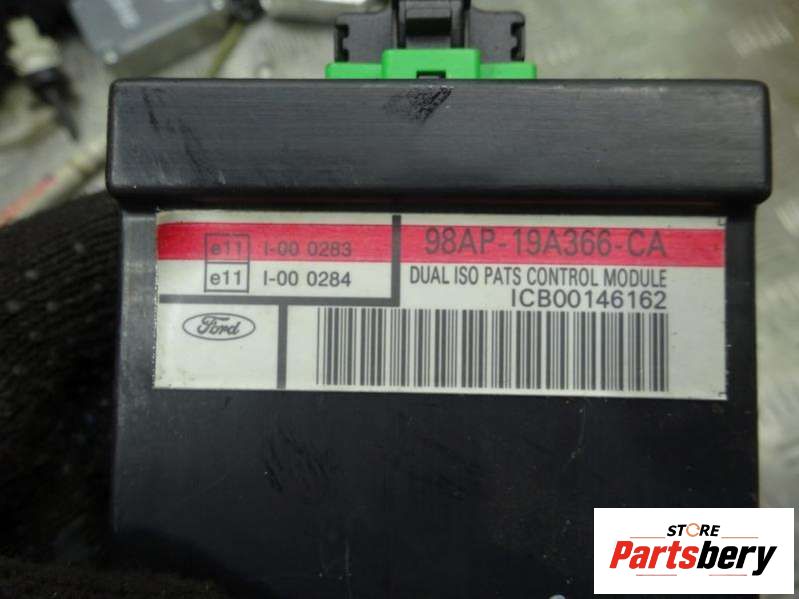 e11 I-00 0283
98AP-19A366-CA
e11 I-00 0284
DUAL ISO PATS CONTROL MODULE
ICB00146162
Ford
STORE
Partsbery